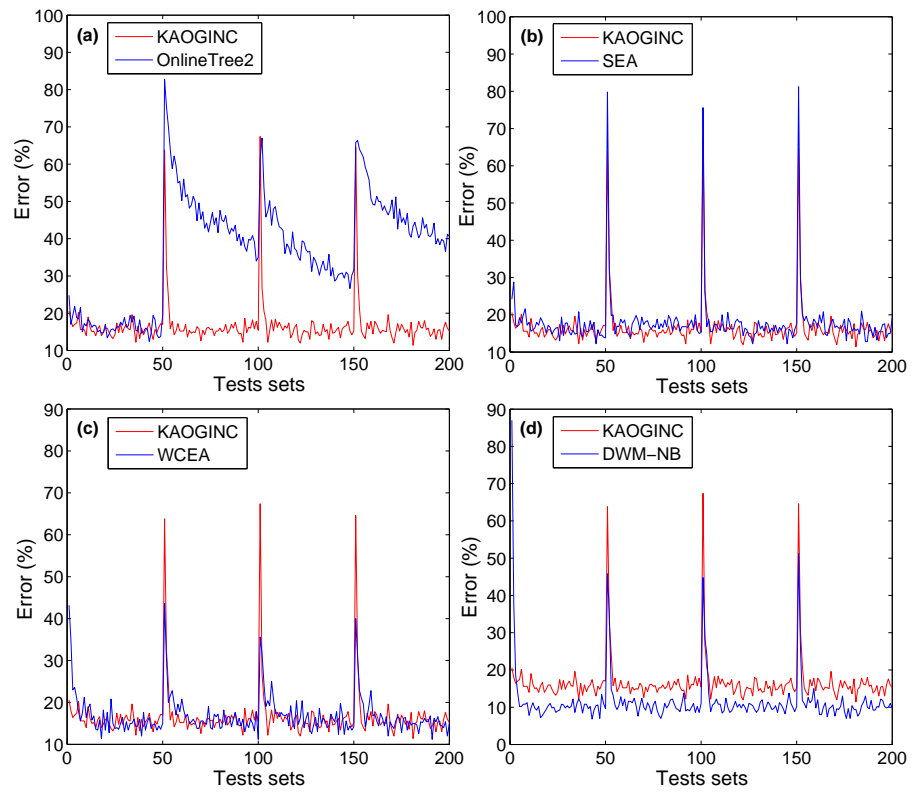 (a)
KAOGINC
OnlineTree2
100
90
80
70
60
50
40
30
20
10
Error (%)
0
50
100
150
200
Tests sets
(b)
KAOGINC
SEA
100
90
80
70
60
50
40
30
20
10
Error (%)
0
50
100
150
200
Tests sets
(c)
KAOGINC
WCEA
90
80
70
60
50
40
30
20
10
Error (%)
0
50
100
150
200
Tests sets
(d)
KAOGINC
DWM−NB
90
80
70
60
50
40
30
20
10
0
Error (%)
0
50
100
150
200
Tests sets